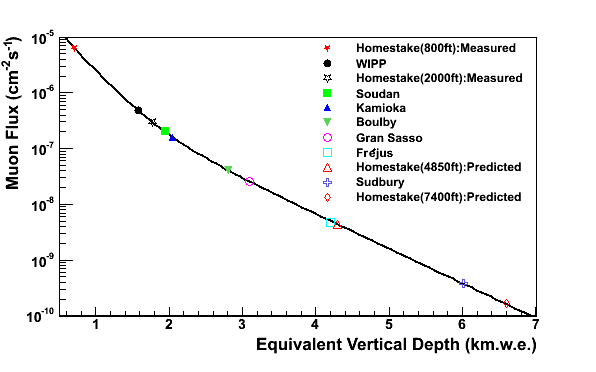 Muon Flux (cm⁻²s⁻¹)
10⁻⁵
10⁻⁶
10⁻⁷
10⁻⁸
10⁻⁹
10⁻¹⁰
Homestake(800ft):Measured
WIPP
Homestake(2000ft):Measured
Soudan
Kamioka
Boulby
Gran Sasso
Fréjus
Homestake(4850ft):Predicted
Sudbury
Homestake(7400ft):Predicted
1 2 3 4 5 6 7
Equivalent Vertical Depth (km.w.e.)